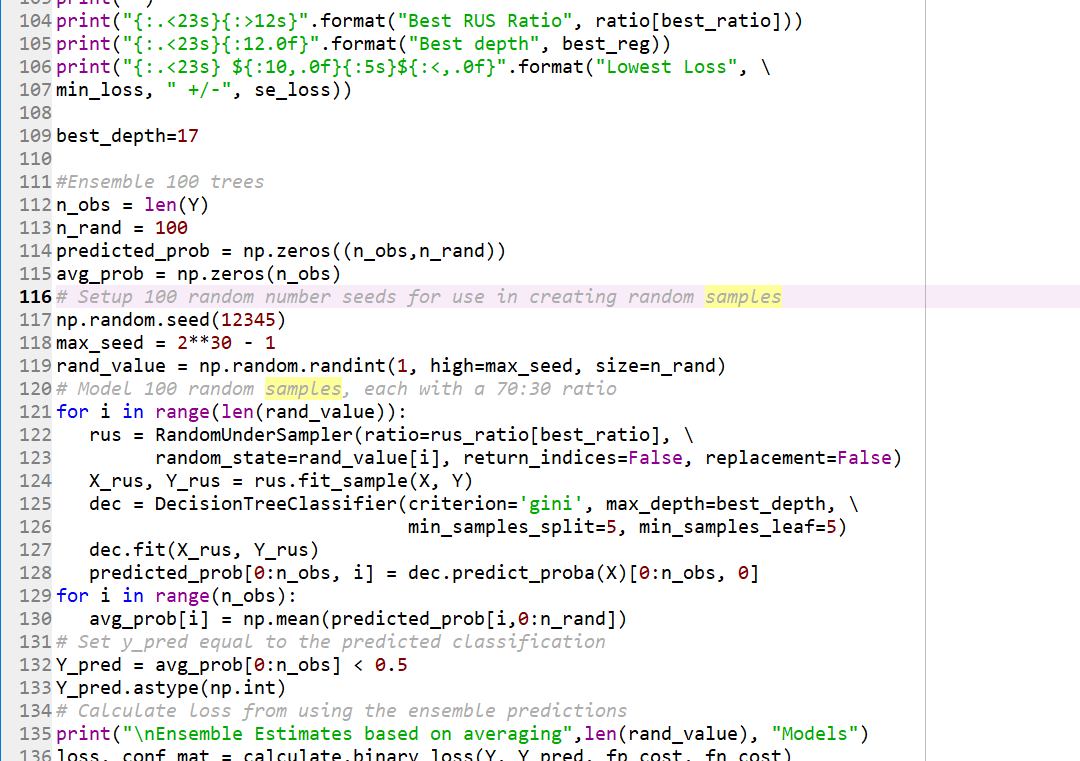 105 print(" ")
104 print("{:.<23s}{:>12s}".format("Best RUS Ratio", ratio[best_ratio]))
105 print("{:.<23s}{:12.0f}".format("Best depth", best_reg))
106 print("{:.<23s} ${:10,.0f}{:5s}${:<,.0f}".format("Lowest Loss", \
107 min_loss, " +/-", se_loss))
108
109 best_depth=17
110
111 #Ensemble 100 trees
112 n_obs = len(Y)
113 n_rand = 100
114 predicted_prob = np.zeros((n_obs,n_rand))
115 avg_prob = np.zeros(n_obs)
116 # Setup 100 random number seeds for use in creating random samples
117 np.random.seed(12345)
118 max_seed = 2**30 - 1
119 rand_value = np.random.randint(1, high=max_seed, size=n_rand)
120 # Model 100 random samples, each with a 70:30 ratio
121 for i in range(len(rand_value)):
122 rus = RandomUnderSampler(ratio=rus_ratio[best_ratio], \
123 random_state=rand_value[i], return_indices=False, replacement=False)
124 X_rus, Y_rus = rus.fit_sample(X, Y)
125 dec = DecisionTreeClassifier(criterion='gini', max_depth=best_depth, \
126 min_samples_split=5, min_samples_leaf=5)
127 dec.fit(X_rus, Y_rus)
128 predicted_prob[0:n_obs, i] = dec.predict_proba(X)[0:n_obs, 0]
129 for i in range(n_obs):
130 avg_prob[i] = np.mean(predicted_prob[i,0:n_rand])
131 # Set y_pred equal to the predicted classification
132 Y_pred = avg_prob[0:n_obs] < 0.5
133 Y_pred.astype(np.int)
134 # Calculate loss from using the ensemble predictions
135 print("\nEnsemble Estimates based on averaging",len(rand_value), "Models")
136 loss, conf_mat = calculate.binary_loss(Y, Y_pred, fp_cost, fn_cost)